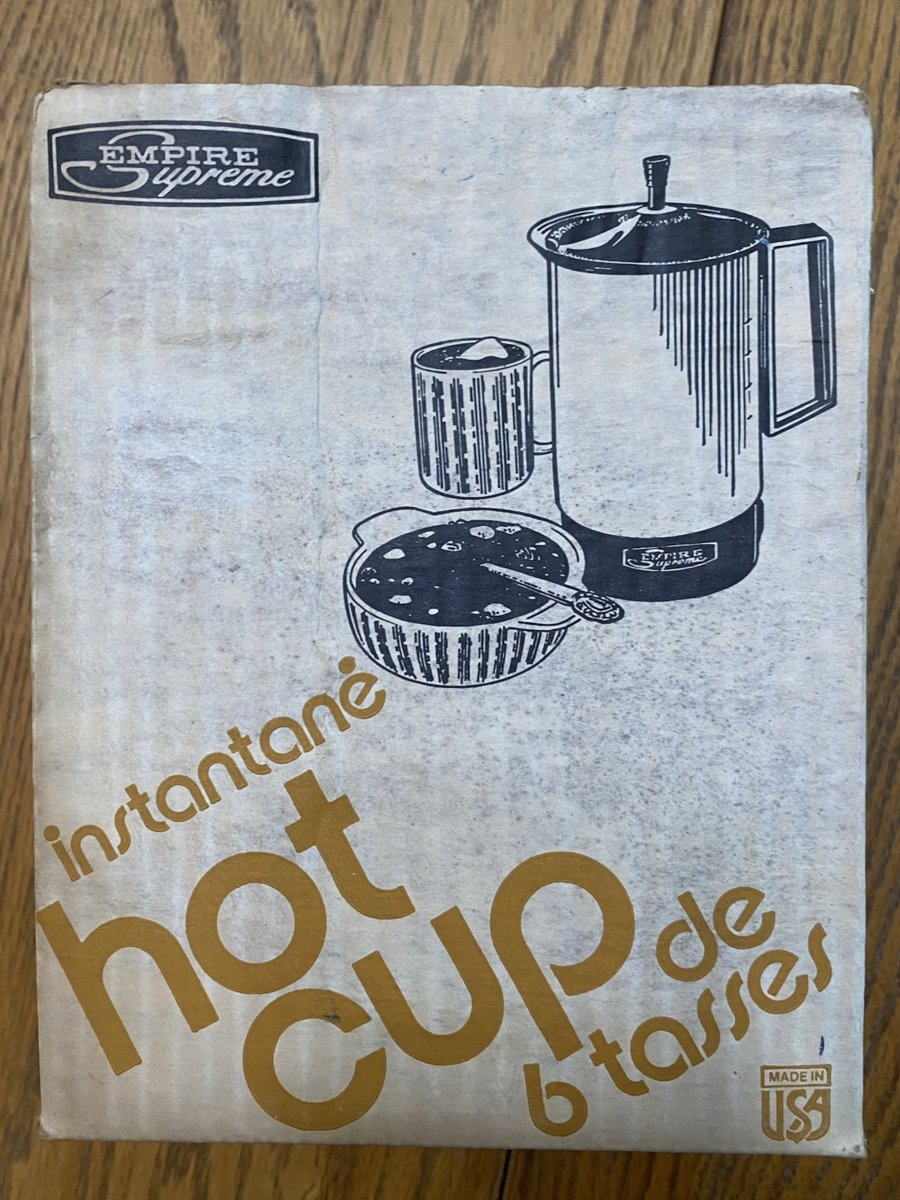 EMPIRE
Supreme
EMPIRE
Supreme
instantané
hot
cup de
6 tasses
MADE IN
USA